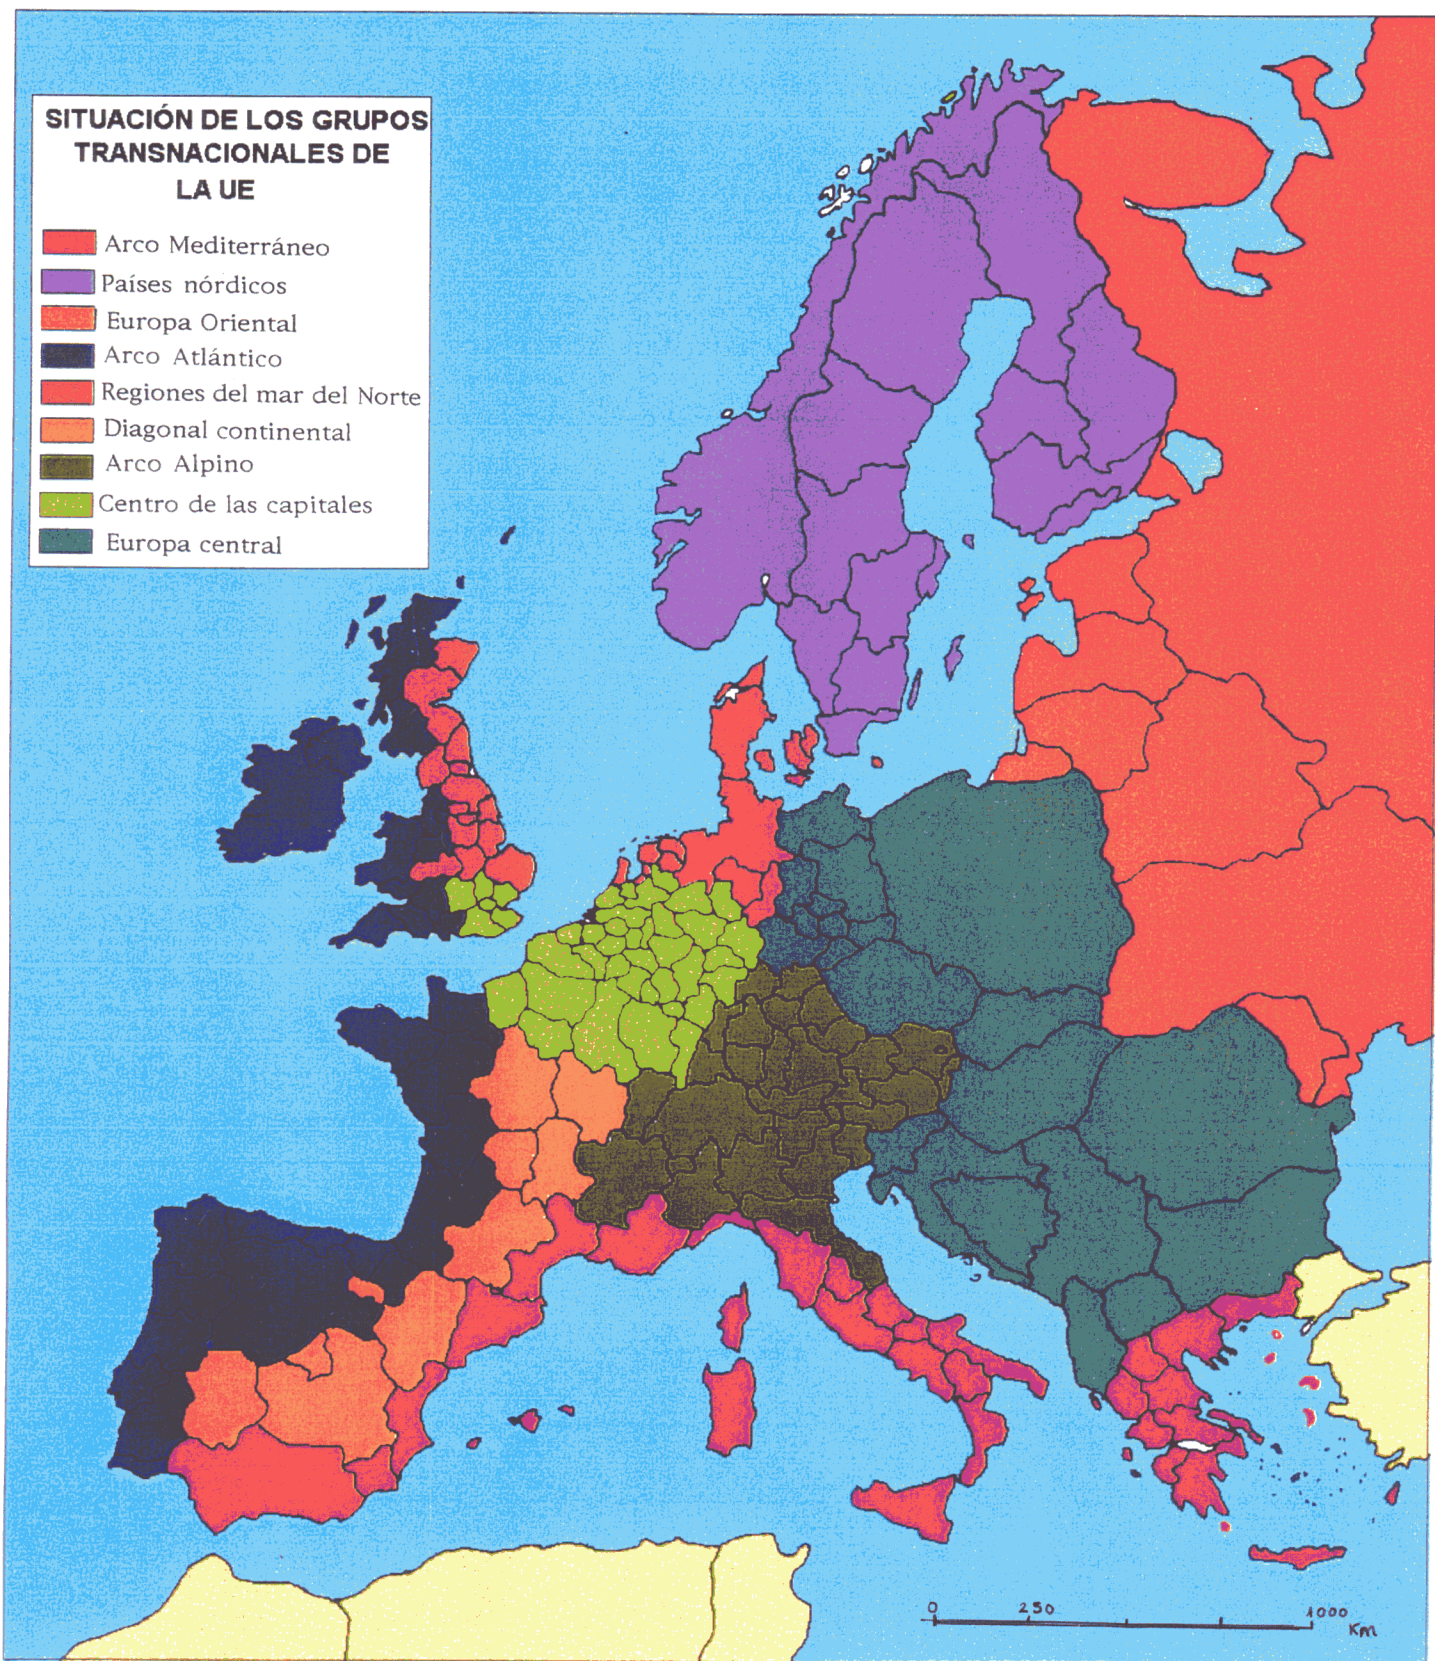 SITUACIÓN DE LOS GRUPOS
TRANSNACIONALES DE
LA UE
Arco Mediterráneo
Países nórdicos
Europa Oriental
Arco Atlántico
Regiones del mar del Norte
Diagonal continental
Arco Alpino
Centro de las capitales
Europa central
0 250 1000
Km